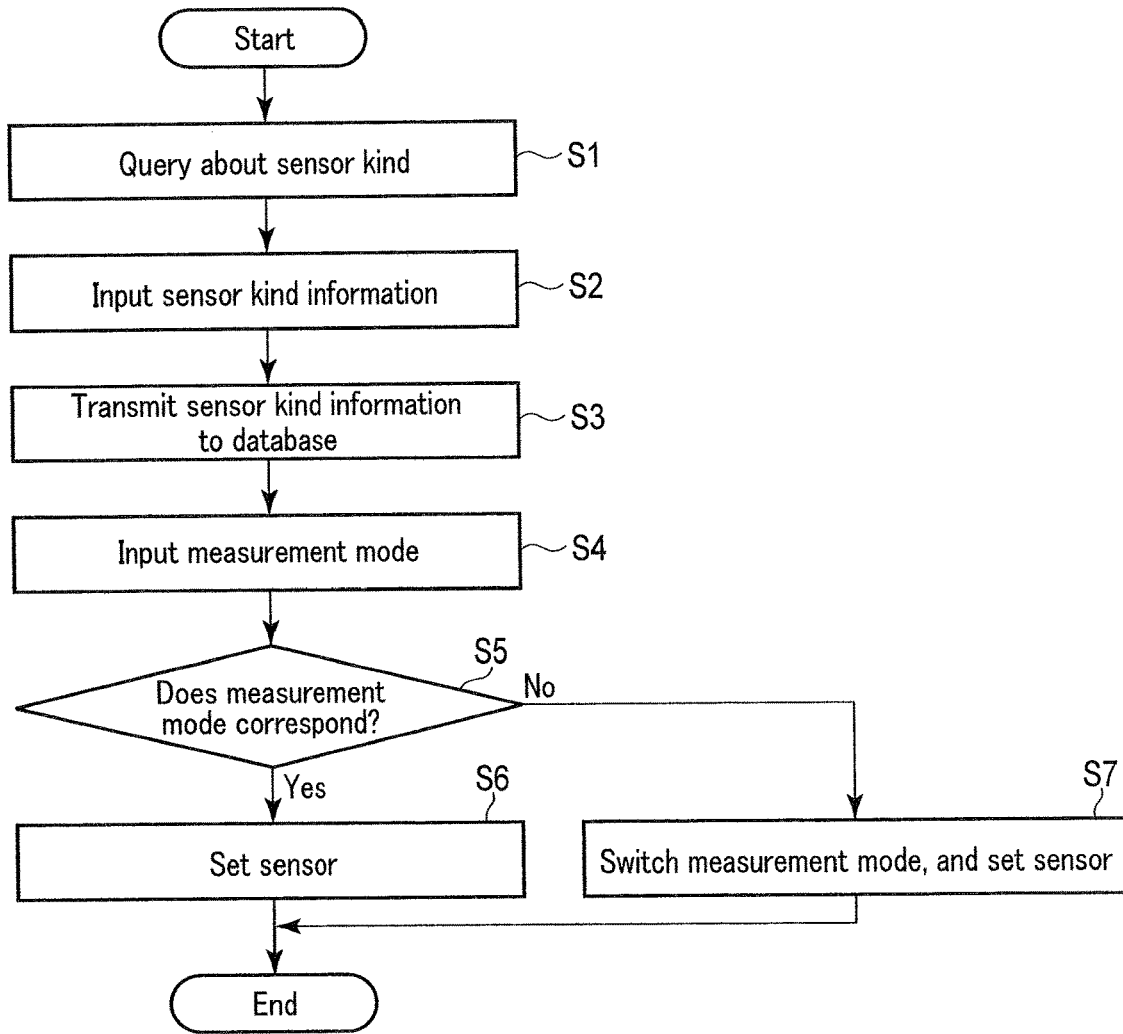 Start
Query about sensor kind
S1
Input sensor kind information
S2
Transmit sensor kind information
to database
S3
Input measurement mode
S4
S5
Does measurement
mode correspond?
No
Yes
S6
Set sensor
S7
Switch measurement mode, and set sensor
End